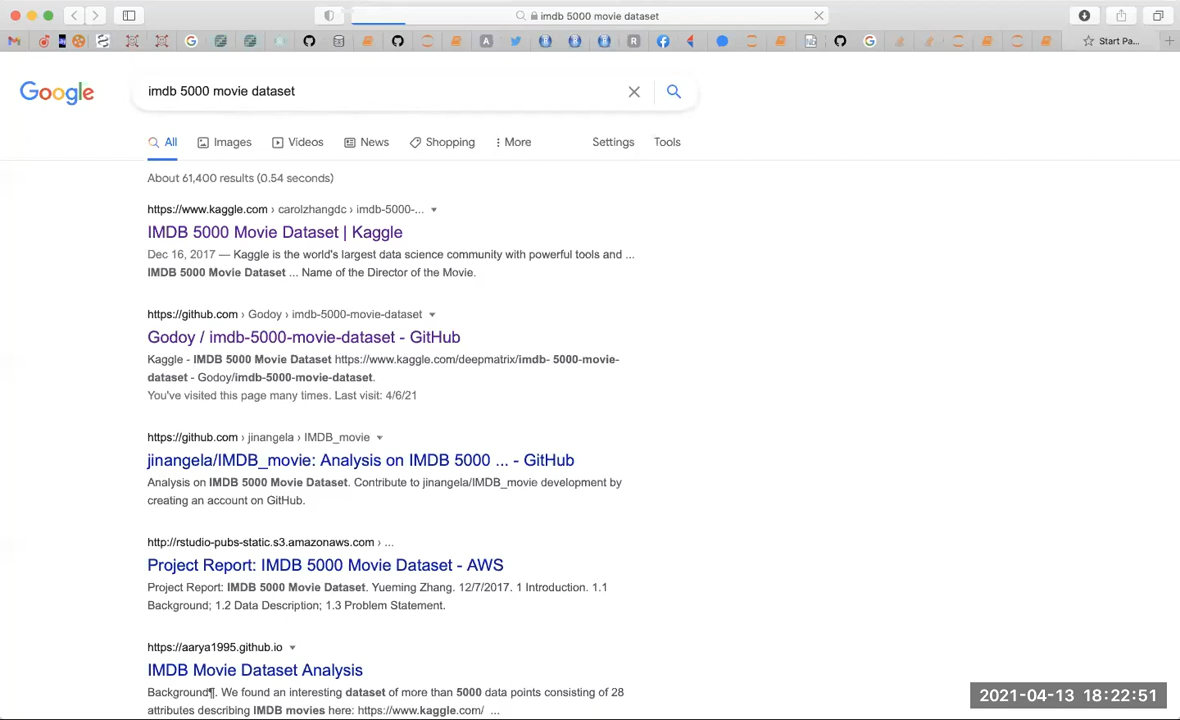 imdb 5000 movie dataset
Start Pa...
Google
imdb 5000 movie dataset
All
Images
Videos
News
Shopping
More
Settings
Tools
About 61,400 results (0.54 seconds)
https://www.kaggle.com › carolzhangdc › imdb-5000-...
IMDB 5000 Movie Dataset | Kaggle
Dec 16, 2017 — Kaggle is the world's largest data science community with powerful tools and ...
IMDB 5000 Movie Dataset ... Name of the Director of the Movie.
https://github.com › Godoy › imdb-5000-movie-dataset
Godoy / imdb-5000-movie-dataset - GitHub
Kaggle - IMDB 5000 Movie Dataset https://www.kaggle.com/deepmatrix/imdb- 5000-movie-
dataset - Godoy/imdb-5000-movie-dataset.
You've visited this page many times. Last visit: 4/6/21
https://github.com › jinangela › IMDB_movie
jinangela/IMDB_movie: Analysis on IMDB 5000 ... - GitHub
Analysis on IMDB 5000 Movie Dataset. Contribute to jinangela/IMDB_movie development by
creating an account on GitHub.
http://rstudio-pubs-static.s3.amazonaws.com › ...
Project Report: IMDB 5000 Movie Dataset - AWS
Project Report: IMDB 5000 Movie Dataset. Yueming Zhang. 12/7/2017. 1 Introduction. 1.1
Background; 1.2 Data Description; 1.3 Problem Statement.
https://aarya1995.github.io
IMDB Movie Dataset Analysis
Background¶. We found an interesting dataset of more than 5000 data points consisting of 28
attributes describing IMDB movies here: https://www.kaggle.com/ ...
2021-04-13 18:22:51